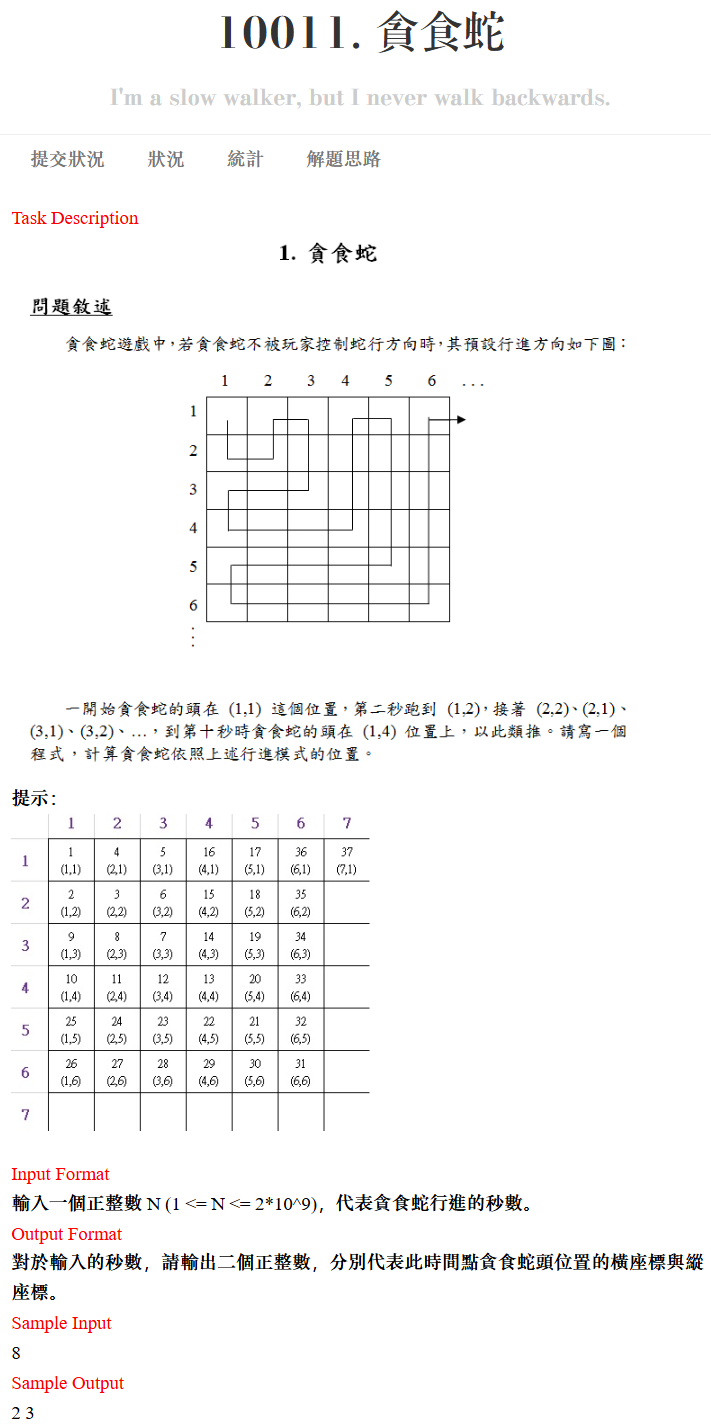 10011. 貪食蛇
I'm a slow walker, but I never walk backwards.
提交狀況 狀況 統計 解題思路
Task Description
1. 貪食蛇
問題敘述
貪食蛇遊戲中，若貪食蛇不被玩家控制蛇行方向時，其預設行進方向如下圖：
1 2 3 4 5 6 ...
1
2
3
4
5
6
⋮
一開始貪食蛇的頭在 (1,1) 這個位置，第二秒跑到 (1,2)，接著 (2,2)、(2,1)、
(3,1)、(3,2)、…，到第十秒時貪食蛇的頭在 (1,4) 位置上，以此類推。請寫一個
程式，計算貪食蛇依照上述行進模式的位置。
提示：
1 2 3 4 5 6 7
1 4 5 16 17 36 37
1
(1,1) (2,1) (3,1) (4,1) (5,1) (6,1) (7,1)
2 3 6 15 18 35
2
(1,2) (2,2) (3,2) (4,2) (5,2) (6,2)
9 8 7 14 19 34
3
(1,3) (2,3) (3,3) (4,3) (5,3) (6,3)
10 11 12 13 20 33
4
(1,4) (2,4) (3,4) (4,4) (5,4) (6,4)
25 24 23 22 21 32
5
(1,5) (2,5) (3,5) (4,5) (5,5) (6,5)
26 27 28 29 30 31
6
(1,6) (2,6) (3,6) (4,6) (5,6) (6,6)
7
Input Format
輸入一個正整數 N (1 <= N <= 2*10^9)，代表貪食蛇行進的秒數。
Output Format
對於輸入的秒數，請輸出二個正整數，分別代表此時間點貪食蛇頭位置的橫座標與縱
座標。
Sample Input
8
Sample Output
2 3